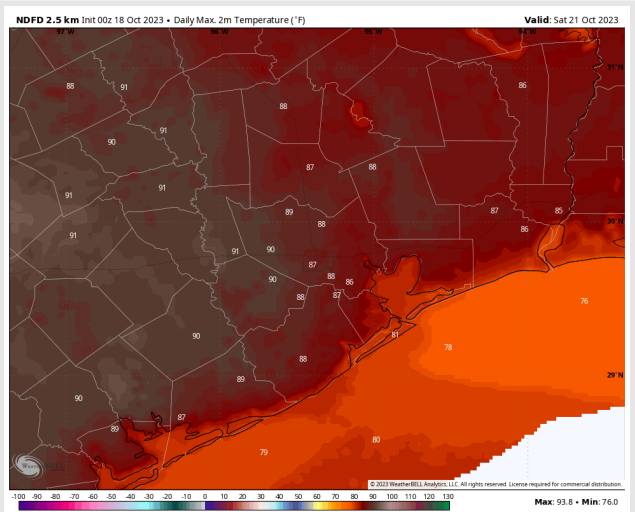 NDFD 2.5 km Init 00z 18 Oct 2023 • Daily Max. 2m Temperature (°F)
Valid: Sat 21 Oct 2023
97°W 96°W 95°W 94°W
31°N
88 91 88 86
91
90
87 88
91 91
89 87 85
88 30°N
91 86
91 90
87
90 88 86
88 87
76
90 81
78
88
89 29°N
90
87
89
80
79
© 2023 WeatherBELL Analytics, LLC. All rights reserved. License required for commercial distribution.
-100 -90 -80 -70 -60 -50 -40 -30 -20 -10 0 10 20 30 40 50 60 70 80 90 100 110 120 130
Max: 93.8 • Min: 76.0